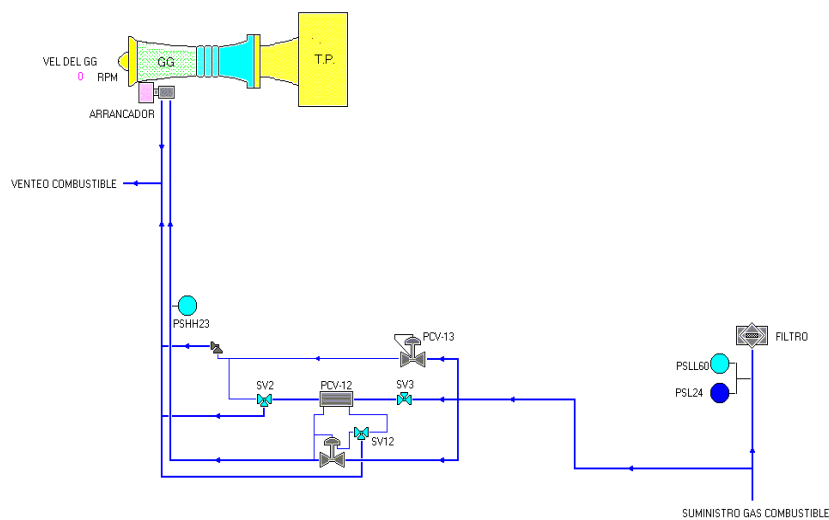 GG
T.P.
VEL DEL GG
0 RPM
ARRANCADOR
VENTEO COMBUSTIBLE
PSHH23
PCV-13
FILTRO
PSLL60
PSL24
SV2
PCV-12
SV3
SV12
SUMINISTRO GAS COMBUSTIBLE